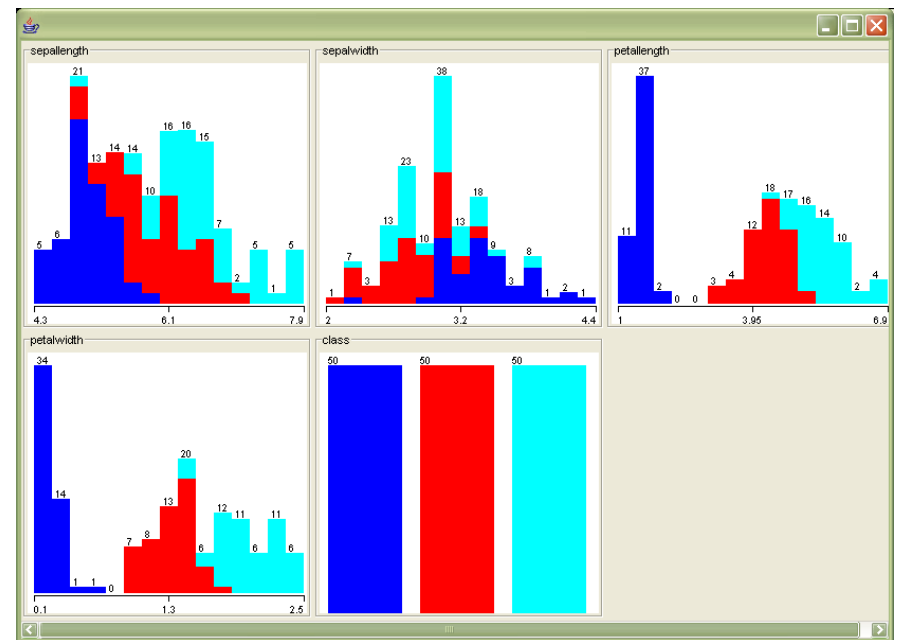 sepallength
21
5 6 13 14 14 10 16 16 15 7 2 5 1 5
4.3 6.1 7.9
sepalwidth
38
1 7 3 13 23 10 13 18 9 3 8 1 2 1
2 3.2 4.4
petallength
37
11 2 0 0 3 4 12 18 17 16 14 10 2 4
1 3.95 6.9
petalwidth
34
14 1 1 0 7 8 13 20 6 12 11 6 11 6
0.1 1.3 2.5
class
50 50 50